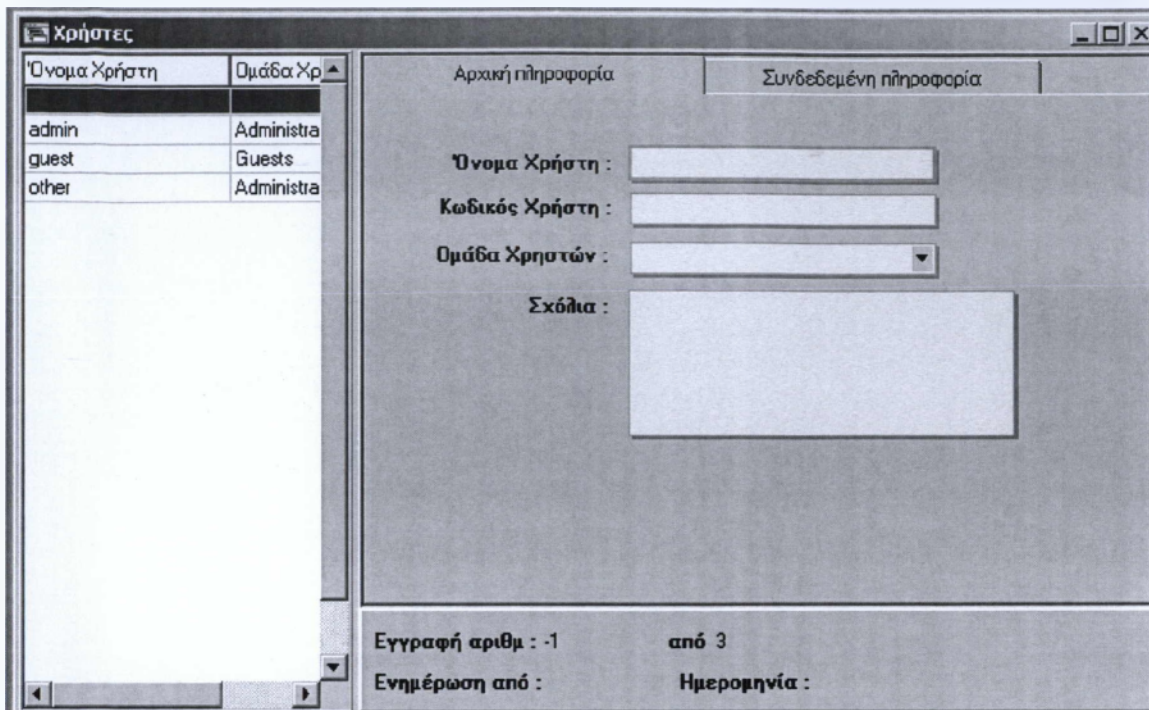 Χρήστες
Όνομα Χρήστη Ομάδα Χρ
admin Administra
guest Guests
other Administra
Αρχική πληροφορία Συνδεδεμένη πληροφορία
Όνομα Χρήστη :
Κωδικός Χρήστη :
Ομάδα Χρηστών :
Σχόλια :
Εγγραφή αριθμ : -1 από 3
Ενημέρωση από : Ημερομηνία :